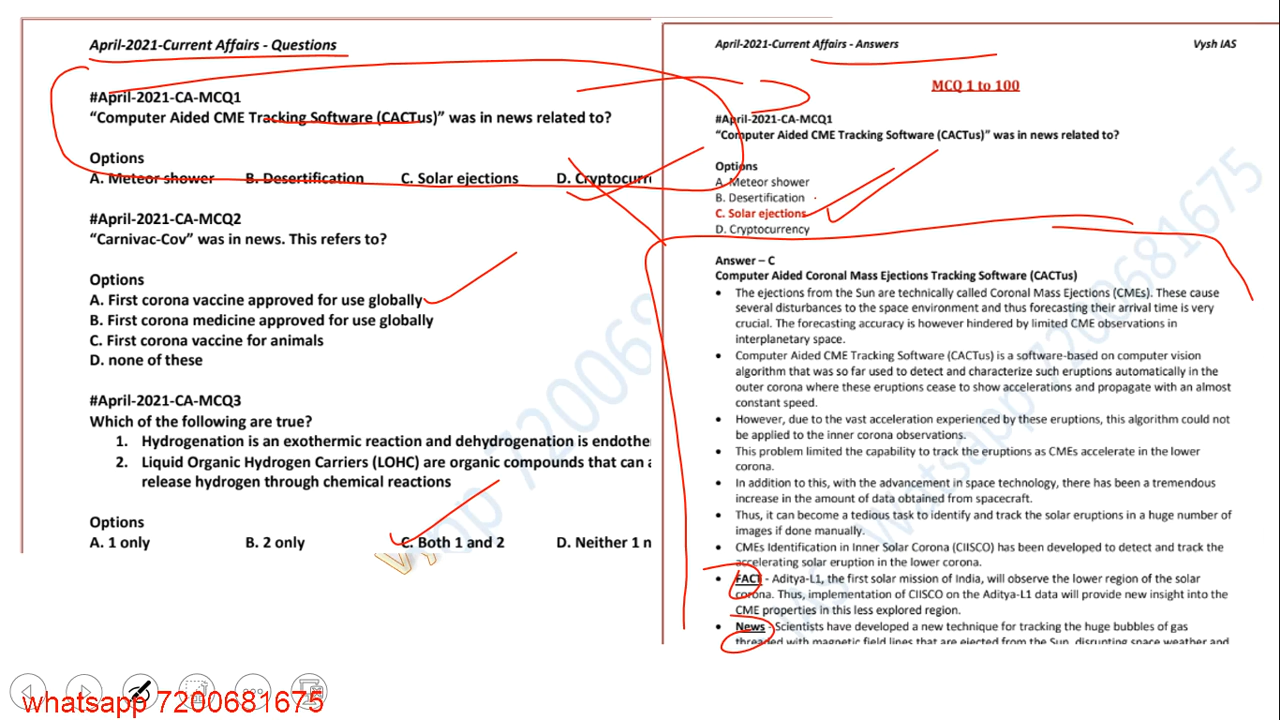 April-2021-Current Affairs - Questions
#April-2021-CA-MCQ1
“Computer Aided CME Tracking Software (CACTus)” was in news related to?
Options
A. Meteor shower B. Desertification C. Solar ejections D. Cryptocurr
#April-2021-CA-MCQ2
“Carnivac-Cov” was in news. This refers to?
Options
A. First corona vaccine approved for use globally
B. First corona medicine approved for use globally
C. First corona vaccine for animals
D. none of these
#April-2021-CA-MCQ3
Which of the following are true?
1. Hydrogenation is an exothermic reaction and dehydrogenation is endothe
2. Liquid Organic Hydrogen Carriers (LOHC) are organic compounds that can a
release hydrogen through chemical reactions
Options
A. 1 only B. 2 only C. Both 1 and 2 D. Neither 1 n
April-2021-Current Affairs - Answers Vysh IAS
MCQ 1 to 100
#April-2021-CA-MCQ1
“Computer Aided CME Tracking Software (CACTus)” was in news related to?
Options
A. Meteor shower
B. Desertification
C. Solar ejections
D. Cryptocurrency
Answer – C
Computer Aided Coronal Mass Ejections Tracking Software (CACTus)
• The ejections from the Sun are technically called Coronal Mass Ejections (CMEs). These cause
several disturbances to the space environment and thus forecasting their arrival time is very
crucial. The forecasting accuracy is however hindered by limited CME observations in
interplanetary space.
• Computer Aided CME Tracking Software (CACTus) is a software-based on computer vision
algorithm that was so far used to detect and characterize such eruptions automatically in the
outer corona where these eruptions cease to show accelerations and propagate with an almost
constant speed.
• However, due to the vast acceleration experienced by these eruptions, this algorithm could not
be applied to the inner corona observations.
• This problem limited the capability to track the eruptions as CMEs accelerate in the lower
corona.
• In addition to this, with the advancement in space technology, there has been a tremendous
increase in the amount of data obtained from spacecraft.
• Thus, it can become a tedious task to identify and track the solar eruptions in a huge number of
images if done manually.
• CMEs Identification in Inner Solar Corona (CIISCO) has been developed to detect and track the
accelerating solar eruption in the lower corona.
• FACT - Aditya-L1, the first solar mission of India, will observe the lower region of the solar
corona. Thus, implementation of CIISCO on the Aditya-L1 data will provide new insight into the
CME properties in this less explored region.
• News - Scientists have developed a new technique for tracking the huge bubbles of gas
threaded with magnetic field lines that are ejected from the Sun, disrupting space weather and
whatsapp 7200681675
whatsapp 7200681675